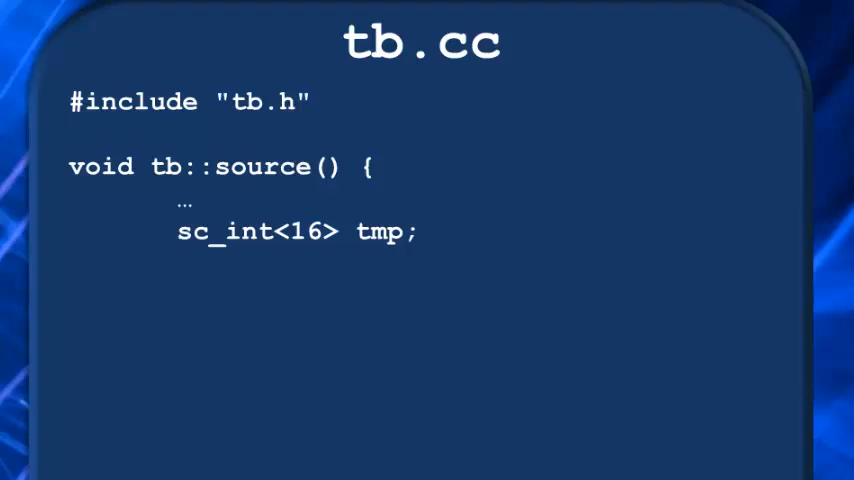 tb.cc
#include "tb.h"
void tb::source() {
…
sc_int<16> tmp;